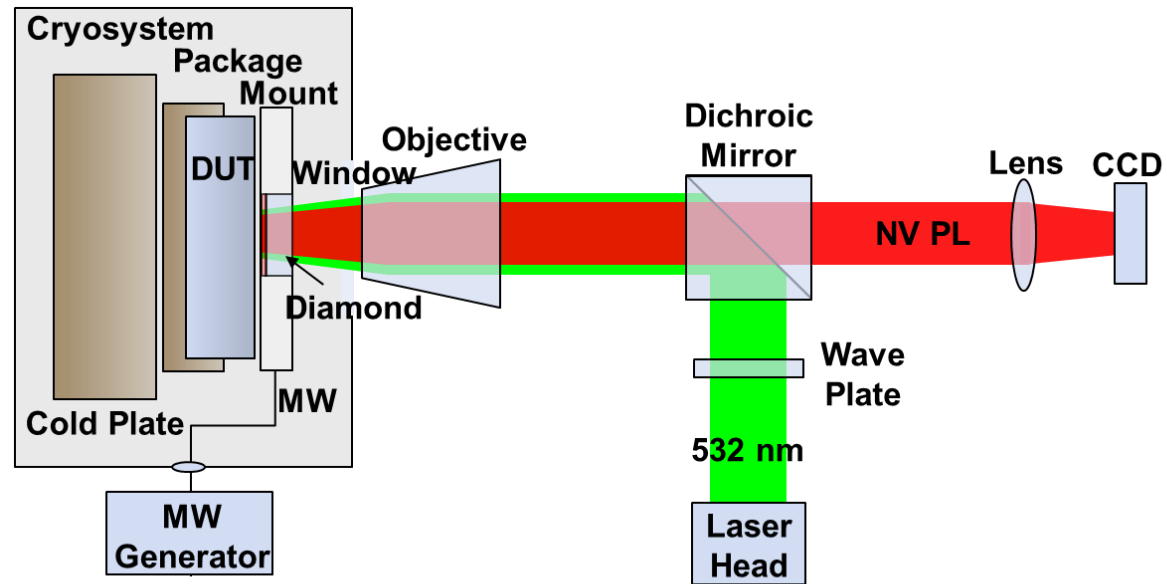 Cryosystem
Package
Mount
DUT
Window
Objective
Dichroic
Mirror
Lens
CCD
NV PL
Diamond
MW
Cold Plate
Wave
Plate
532 nm
MW
Generator
Laser
Head